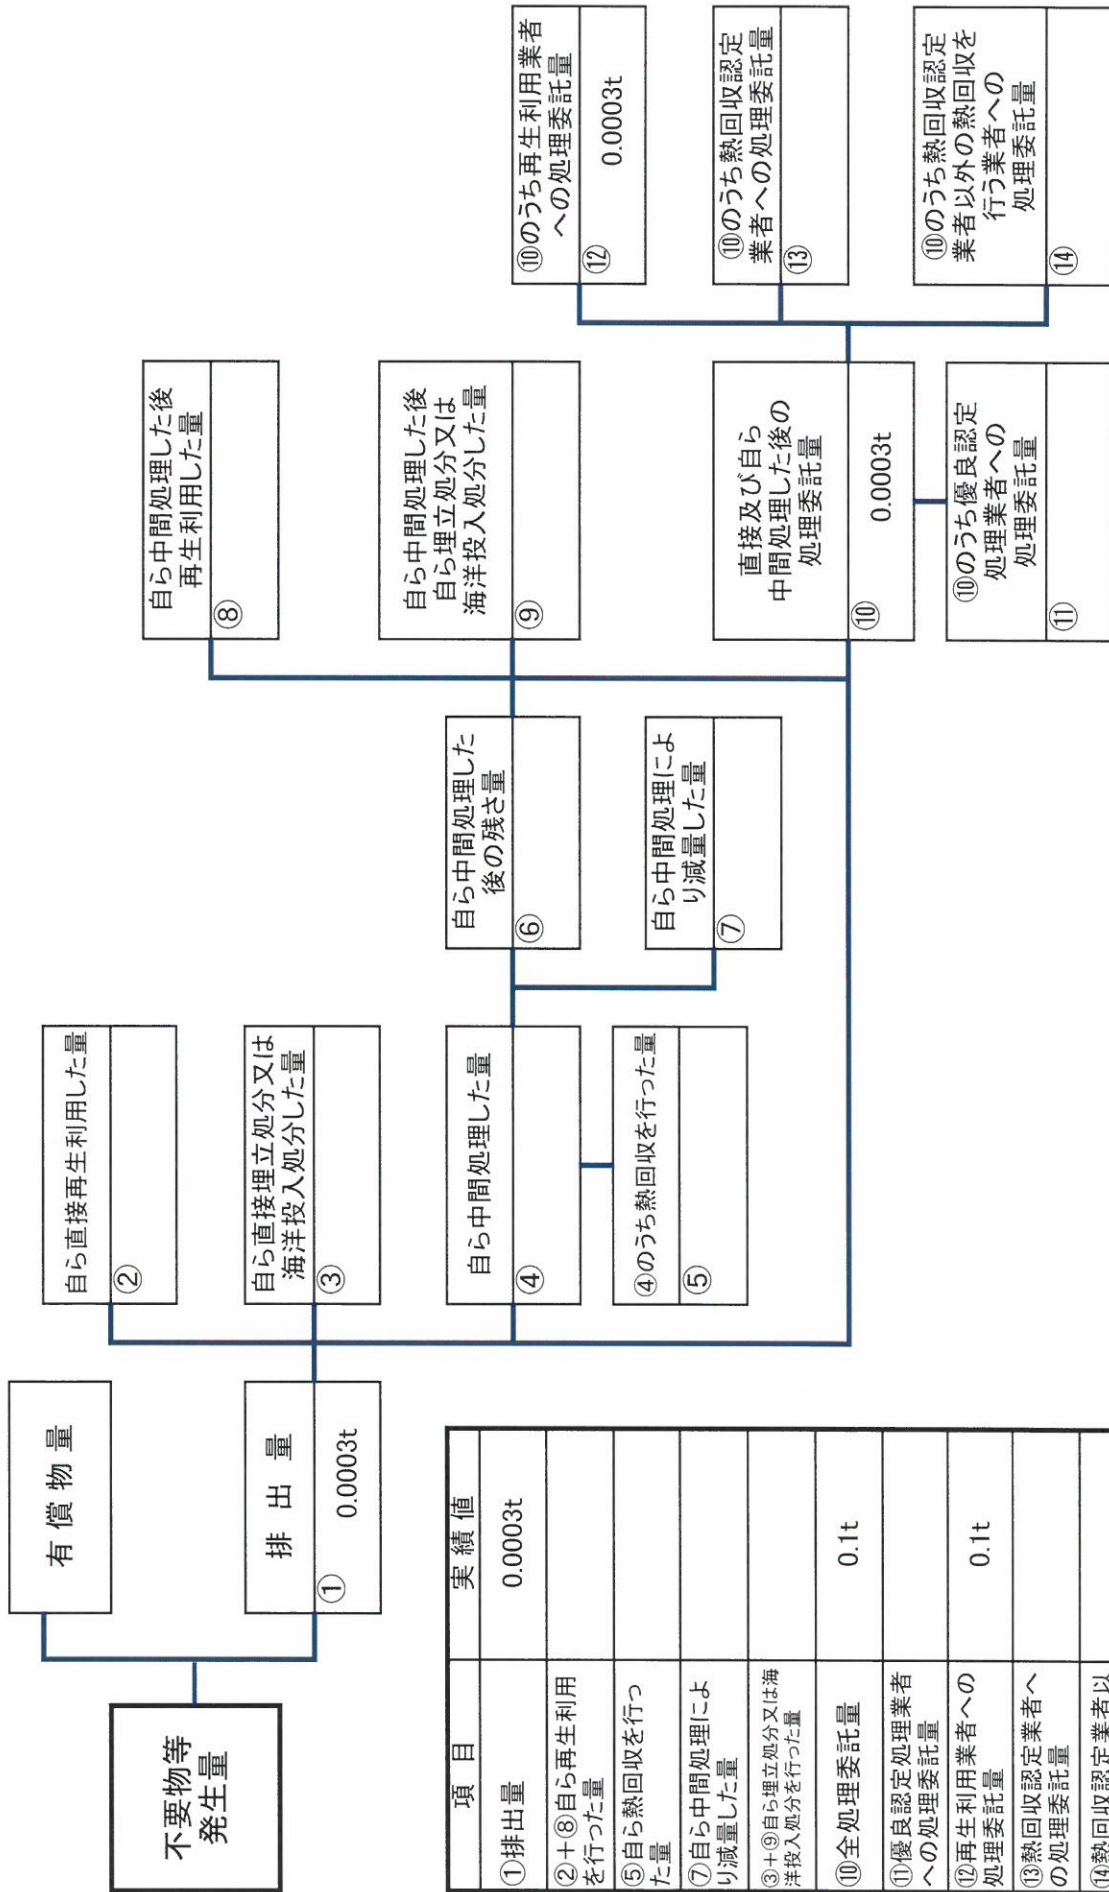 不要物等
発生量
有償物量
排出量
①
0.0003t
自ら直接再生利用した量
②
自ら直接埋立処分又は
海洋投入処分した量
③
自ら中間処理した量
④
④のうち熱回収を行った量
⑤
自ら中間処理した
後の残さ量
⑥
自ら中間処理によ
り減量した量
⑦
自ら中間処理した後
再生利用した量
⑧
自ら中間処理した後
自ら埋立処分又は
海洋投入処分した量
⑨
直接及び自ら
中間処理した後の
処理委託量
⑩
0.0003t
⑩のうち優良認定
処理業者への
処理委託量
⑪
⑩のうち再生利用業者
への処理委託量
⑫
0.0003t
⑩のうち熱回収認定
業者への処理委託量
⑬
⑩のうち熱回収認定
業者以外の熱回収を
行う業者への
処理委託量
⑭
項目 実績値
①排出量 0.0003t
②+⑧自ら再生利用
を行った量
⑤自ら熱回収を行っ
た量
⑦自ら中間処理によ
り減量した量
③+⑨自ら埋立処分又は海
洋投入処分を行った量
⑩全処理委託量 0.1t
⑪優良認定処理業者
への処理委託量
⑫再生利用業者への
処理委託量 0.1t
⑬熱回収認定業者へ
の処理委託量
⑭熱回収認定業者以